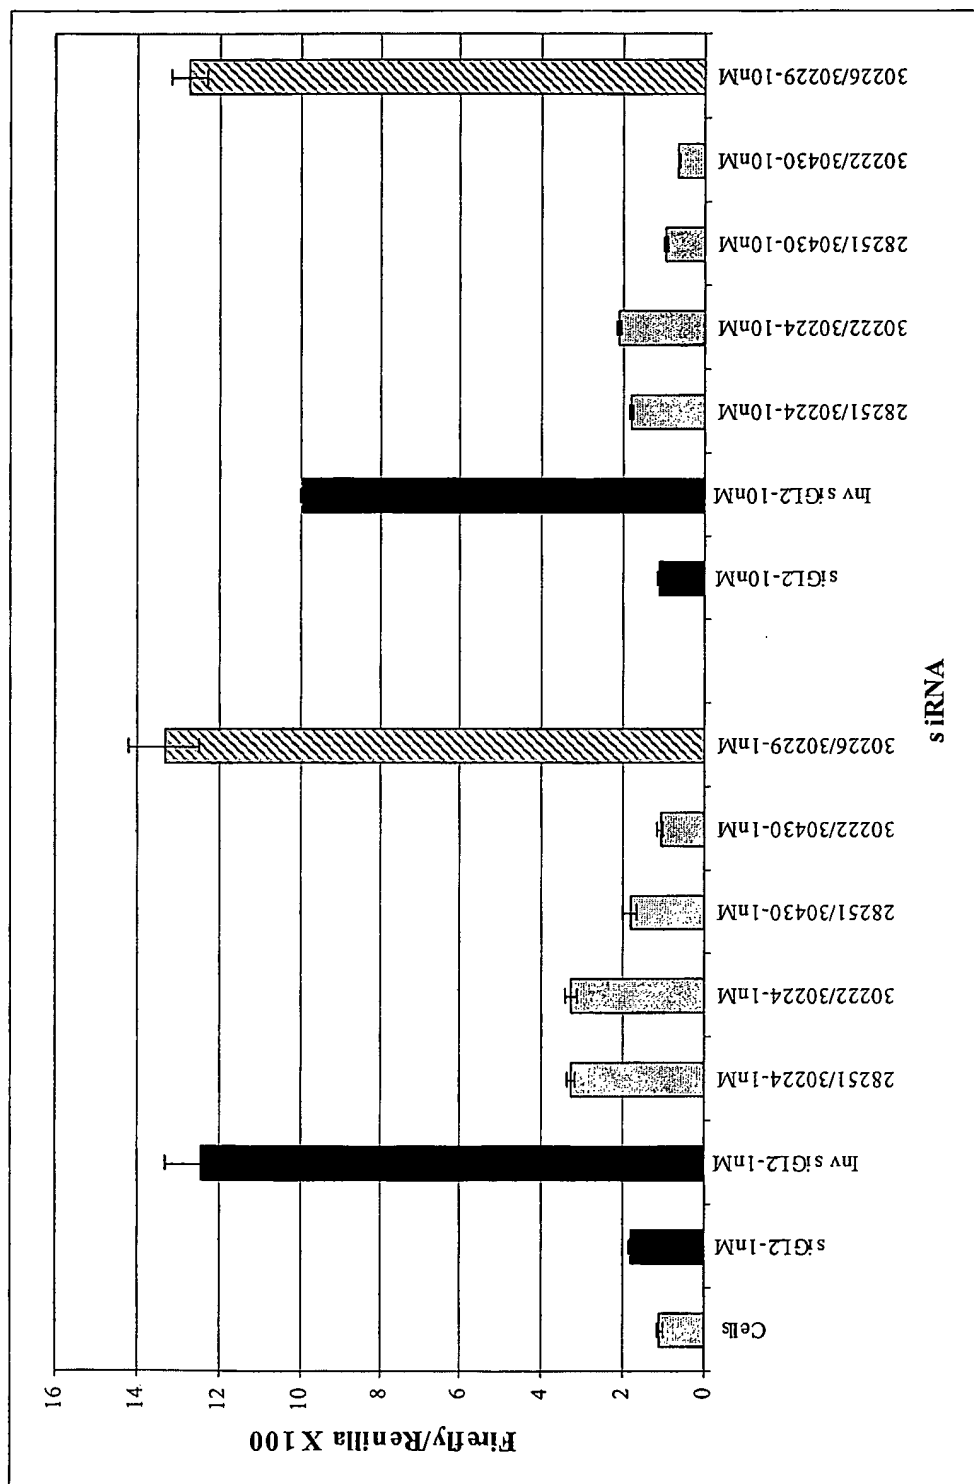 Firefly/Renilla X 100
16
14
12
10
8
6
4
2
0
Cells
siGL2-1nM
Inv siGL2-1nM
28251/30224-1nM
30222/30224-1nM
28251/30430-1nM
30222/30430-1nM
30226/30229-1nM
siGL2-10nM
Inv siGL2-10nM
28251/30224-10nM
30222/30224-10nM
28251/30430-10nM
30222/30430-10nM
30226/30229-10nM
siRNA